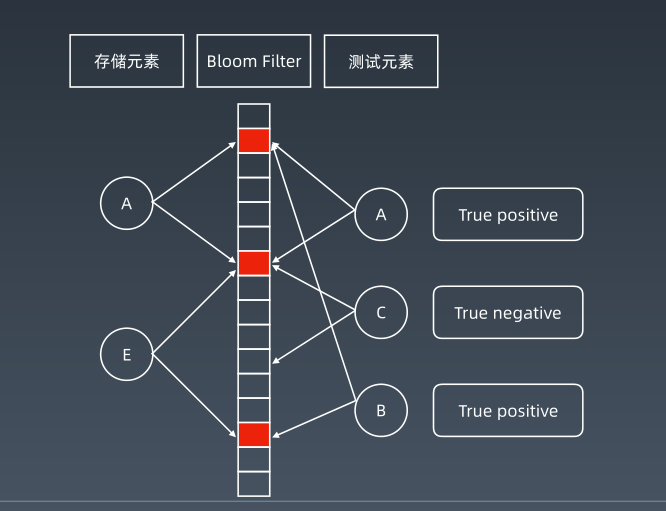 存储元素
Bloom Filter
测试元素
A
E
A
True positive
C
True negative
B
True positive